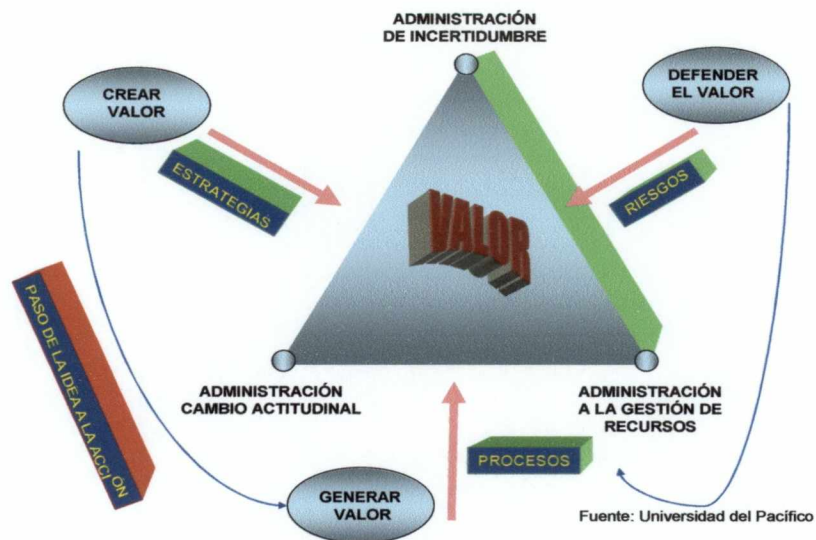 ADMINISTRACIÓN
DE INCERTIDUMBRE
CREAR
VALOR
DEFENDER
EL VALOR
ESTRATEGIAS
RIESGOS
VALOR
PASO DE LA IDEA A LA ACCIÓN
ADMINISTRACIÓN
CAMBIO ACTITUDINAL
ADMINISTRACIÓN
A LA GESTIÓN DE
RECURSOS
PROCESOS
GENERAR
VALOR
Fuente: Universidad del Pacífico